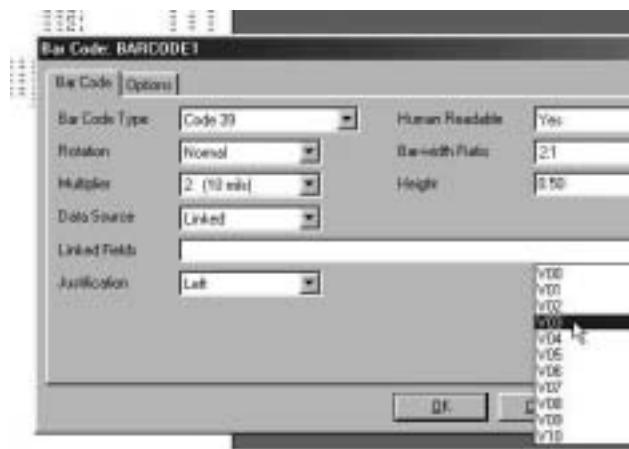 Bar Code: BARCODE1
Bar Code Options
Bar Code Type Code 39 Human Readable Yes
Rotation Normal Bar-width Ratio 2:1
Multiplier 2 (10 mils) Height 0.50
Data Source Linked
Linked Fields
Justification Left
V00
V01
V02
V03
V04
V05
V06
V07
V08
V09
V10
OK